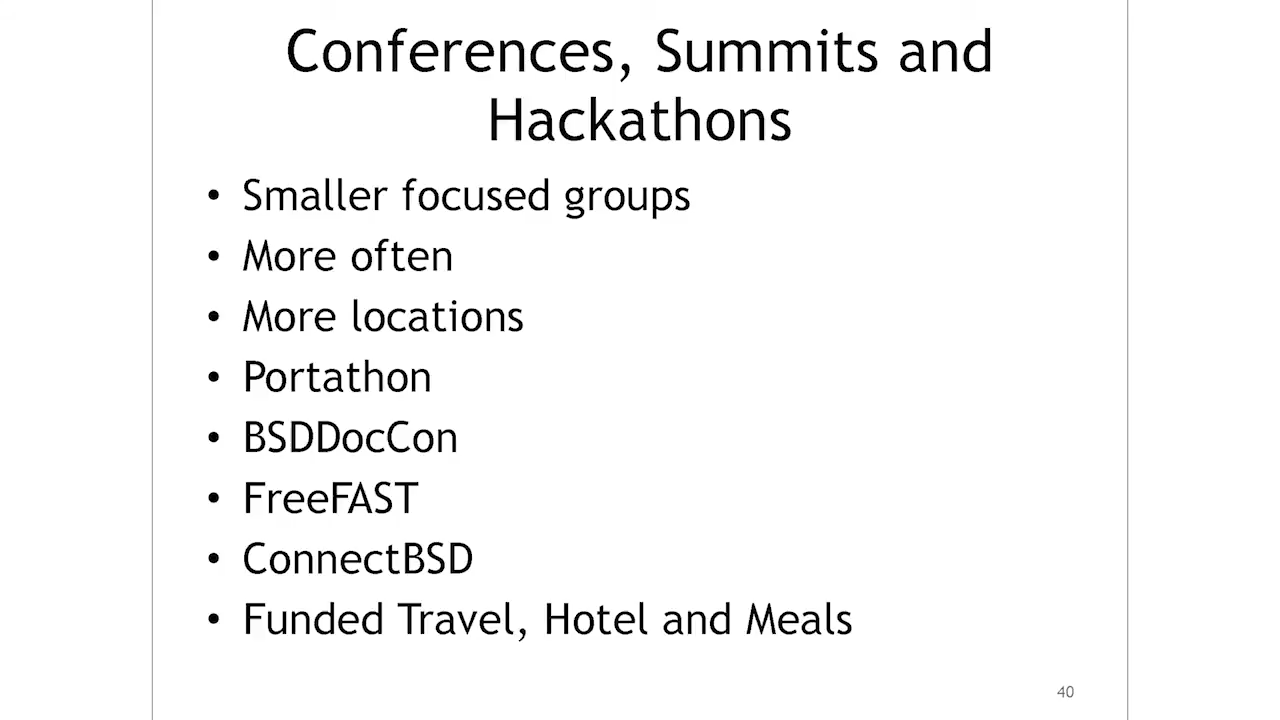 Conferences, Summits and
Hackathons
• Smaller focused groups
• More often
• More locations
• Portathon
• BSDDocCon
• FreeFAST
• ConnectBSD
• Funded Travel, Hotel and Meals
40